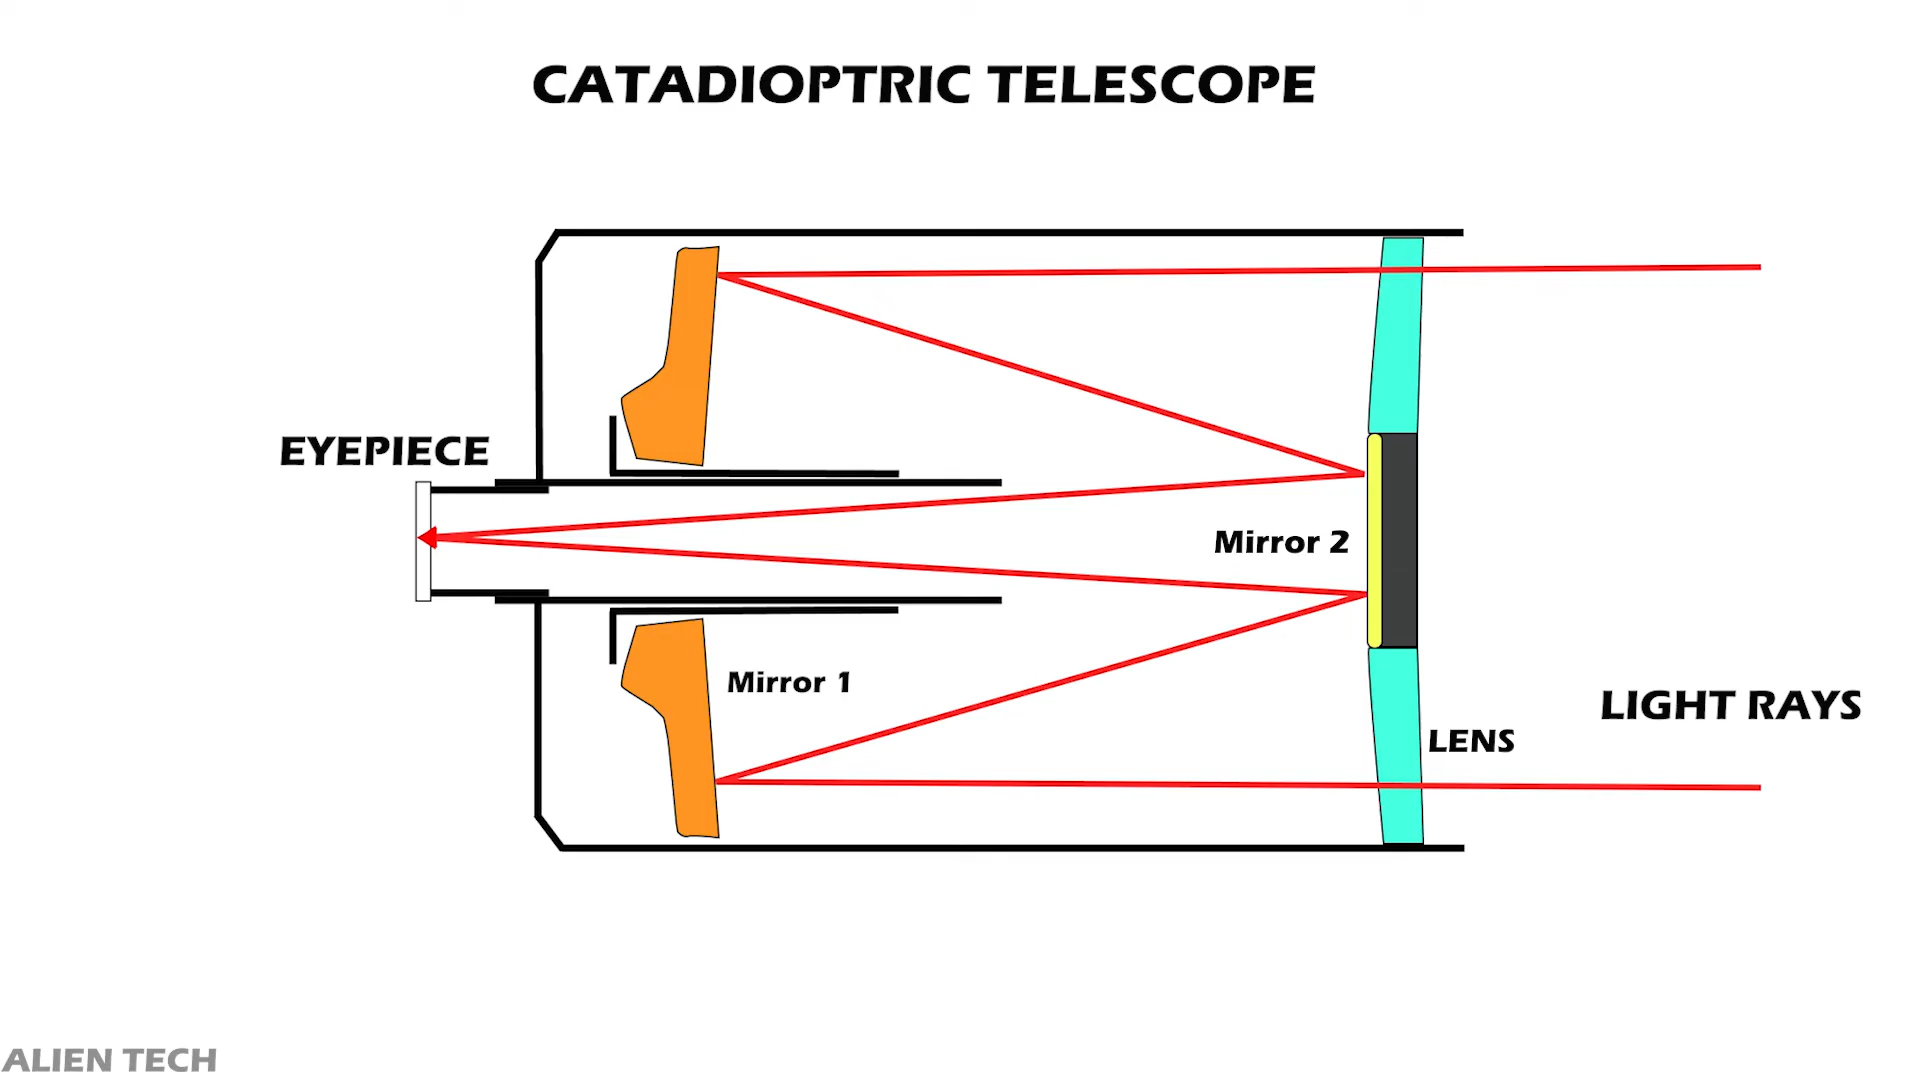 CATADIOPTRIC TELESCOPE
EYEPIECE
Mirror 2
Mirror 1
LIGHT RAYS
LENS
ALIEN TECH